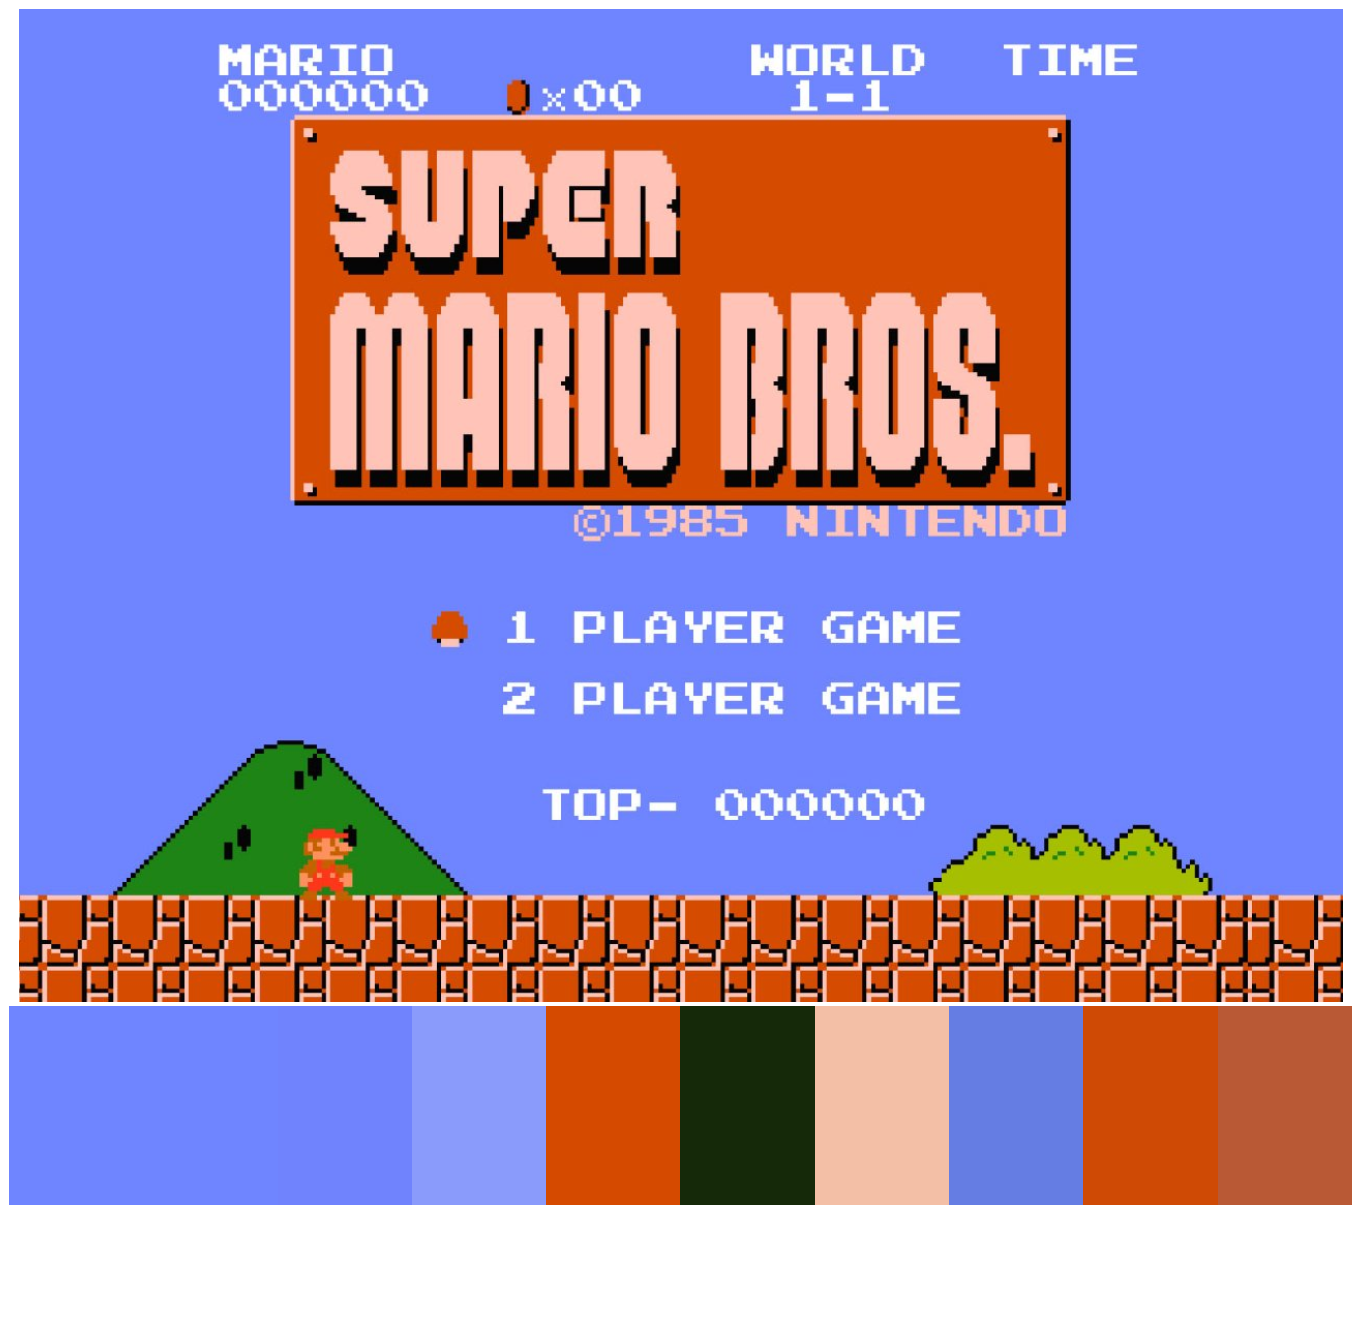 MARIO WORLD TIME
000000 x00 1-1
SUPER
MARIO BROS.
©1985 NINTENDO
1 PLAYER GAME
2 PLAYER GAME
TOP- 000000